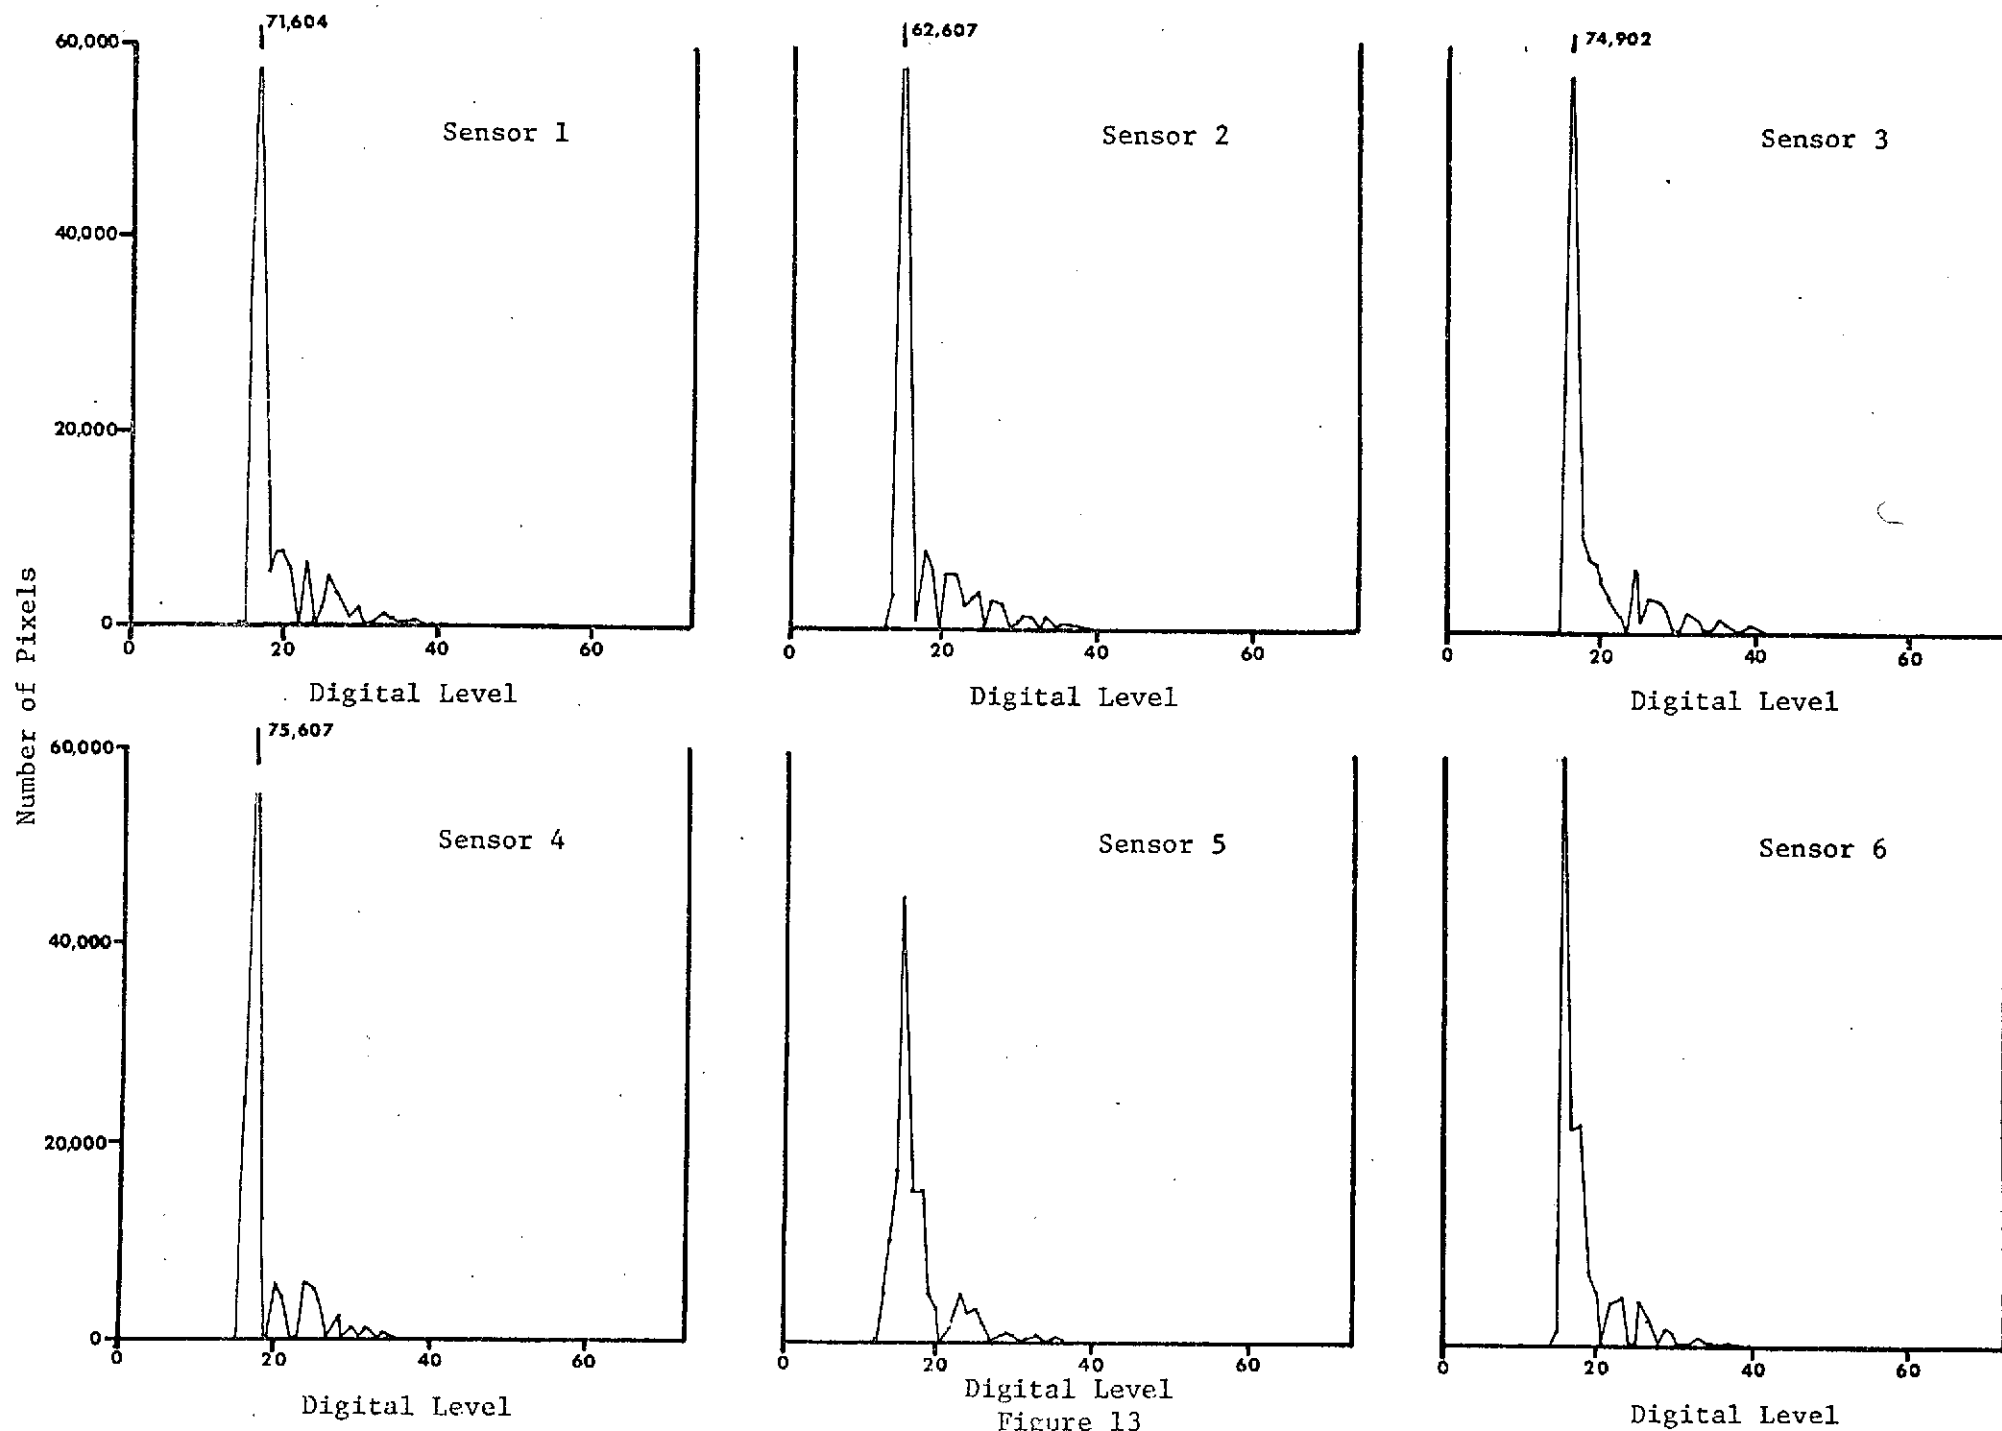 71,604
62,607
74,902
60,000
40,000
20,000
0
Sensor 1
Sensor 2
Sensor 3
0 20 40 60
0 20 40 60
0 20 40 60
Digital Level
Digital Level
Digital Level
Number of Pixels
75,607
60,000
40,000
20,000
0
Sensor 4
Sensor 5
Sensor 6
0 20 40 60
0 20 40 60
0 20 40 60
Digital Level
Digital Level
Digital Level
Figure 13